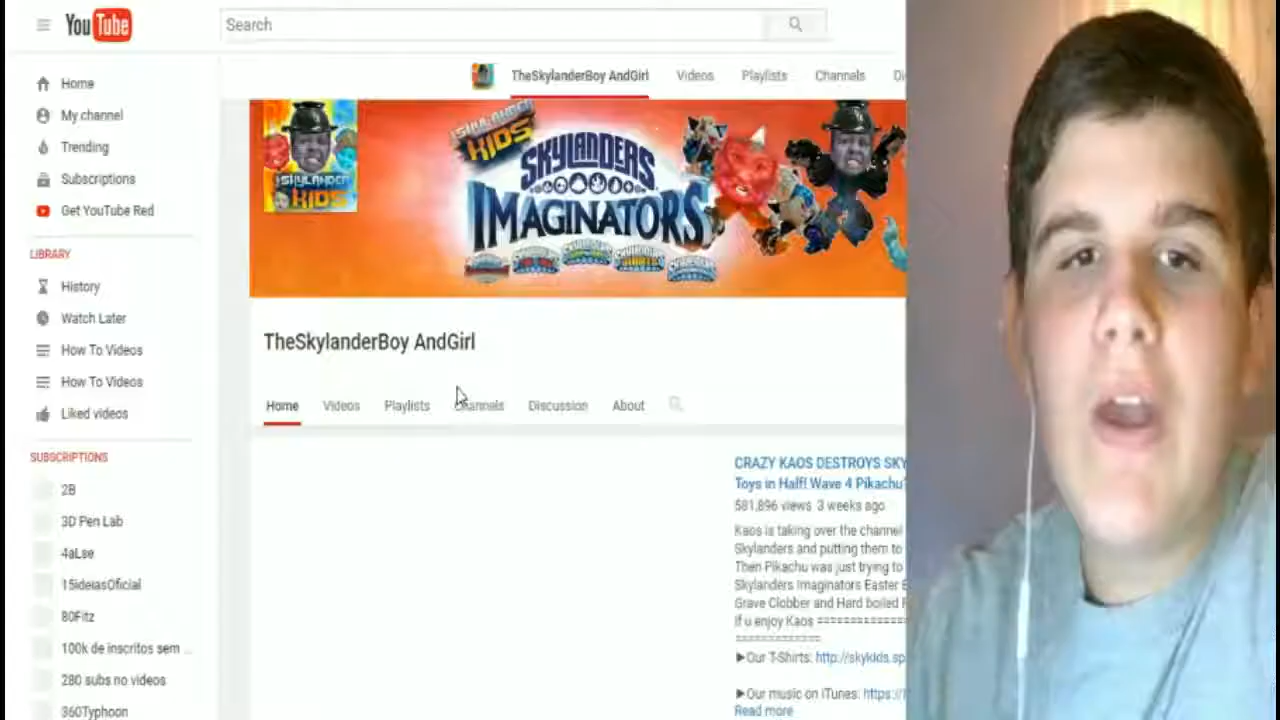 YouTube
Search
Home
My channel
Trending
Subscriptions
Get YouTube Red
LIBRARY
History
Watch Later
How To Videos
How To Videos
Liked videos
SUBSCRIPTIONS
2B
3D Pen Lab
4aLse
15ideiasOficial
80Fitz
100k de inscritos sem ...
280 subs no videos
360Typhoon
TheSkylanderBoy AndGirl Videos Playlists Channels
SKYLANDER
KIDS
SKYLANDER
KIDS
SKYLANDERS
IMAGINATORS
TheSkylanderBoy AndGirl
Home Videos Playlists Channels Discussion About
CRAZY KAOS DESTROYS SKY
Toys in Half! Wave 4 Pikachu
581,896 views 3 weeks ago
Kaos is taking over the channel
Skylanders and putting them to
Then Pikachu was just trying to
Skylanders Imaginators Easter
Grave Clobber and Hard boiled
If u enjoy Kaos ============
=============
►Our T-Shirts: http://skykids.sp
►Our music on iTunes: https://
Read more